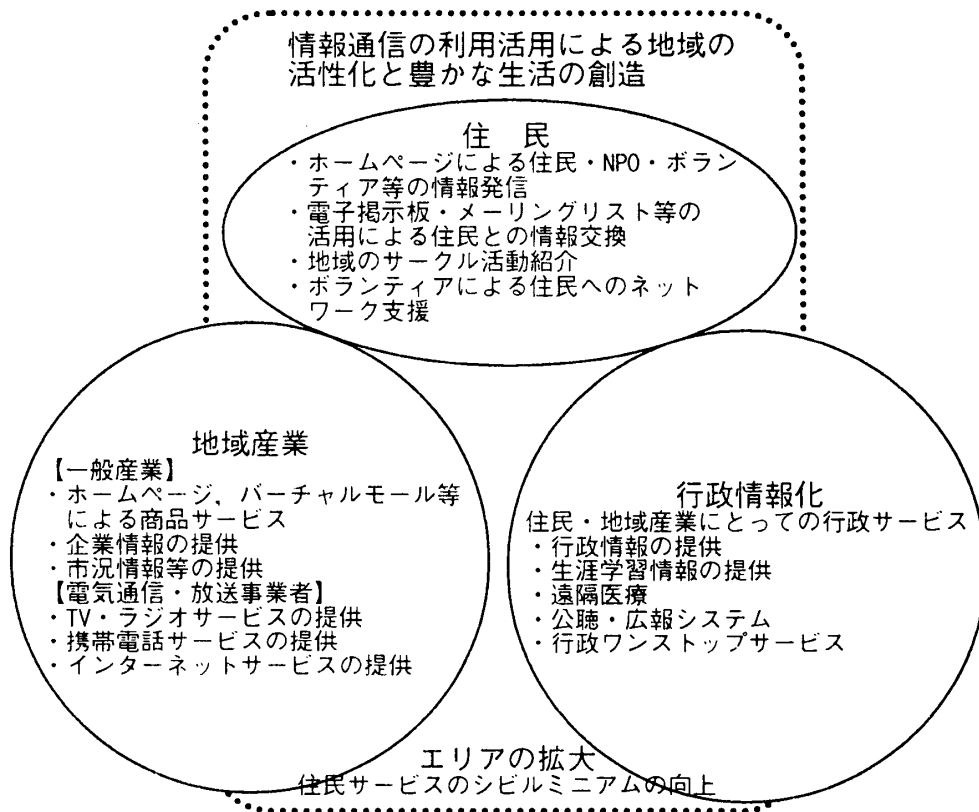 情報通信の利用活用による地域の
活性化と豊かな生活の創造
住 民
・ホームページによる住民・NPO・ボラン
ティア等の情報発信
・電子掲示板・メーリングリスト等の
活用による住民との情報交換
・地域のサークル活動紹介
・ボランティアによる住民へのネット
ワーク支援
地域産業
【一般産業】
・ホームページ，バーチャルモール等
による商品サービス
・企業情報の提供
・市況情報等の提供
【電気通信・放送事業者】
・TV・ラジオサービスの提供
・携帯電話サービスの提供
・インターネットサービスの提供
行政情報化
住民・地域産業にとっての行政サービス
・行政情報の提供
・生涯学習情報の提供
・遠隔医療
・公聴・広報システム
・行政ワンストップサービス
エリアの拡大
住民サービスのシビルミニアムの向上